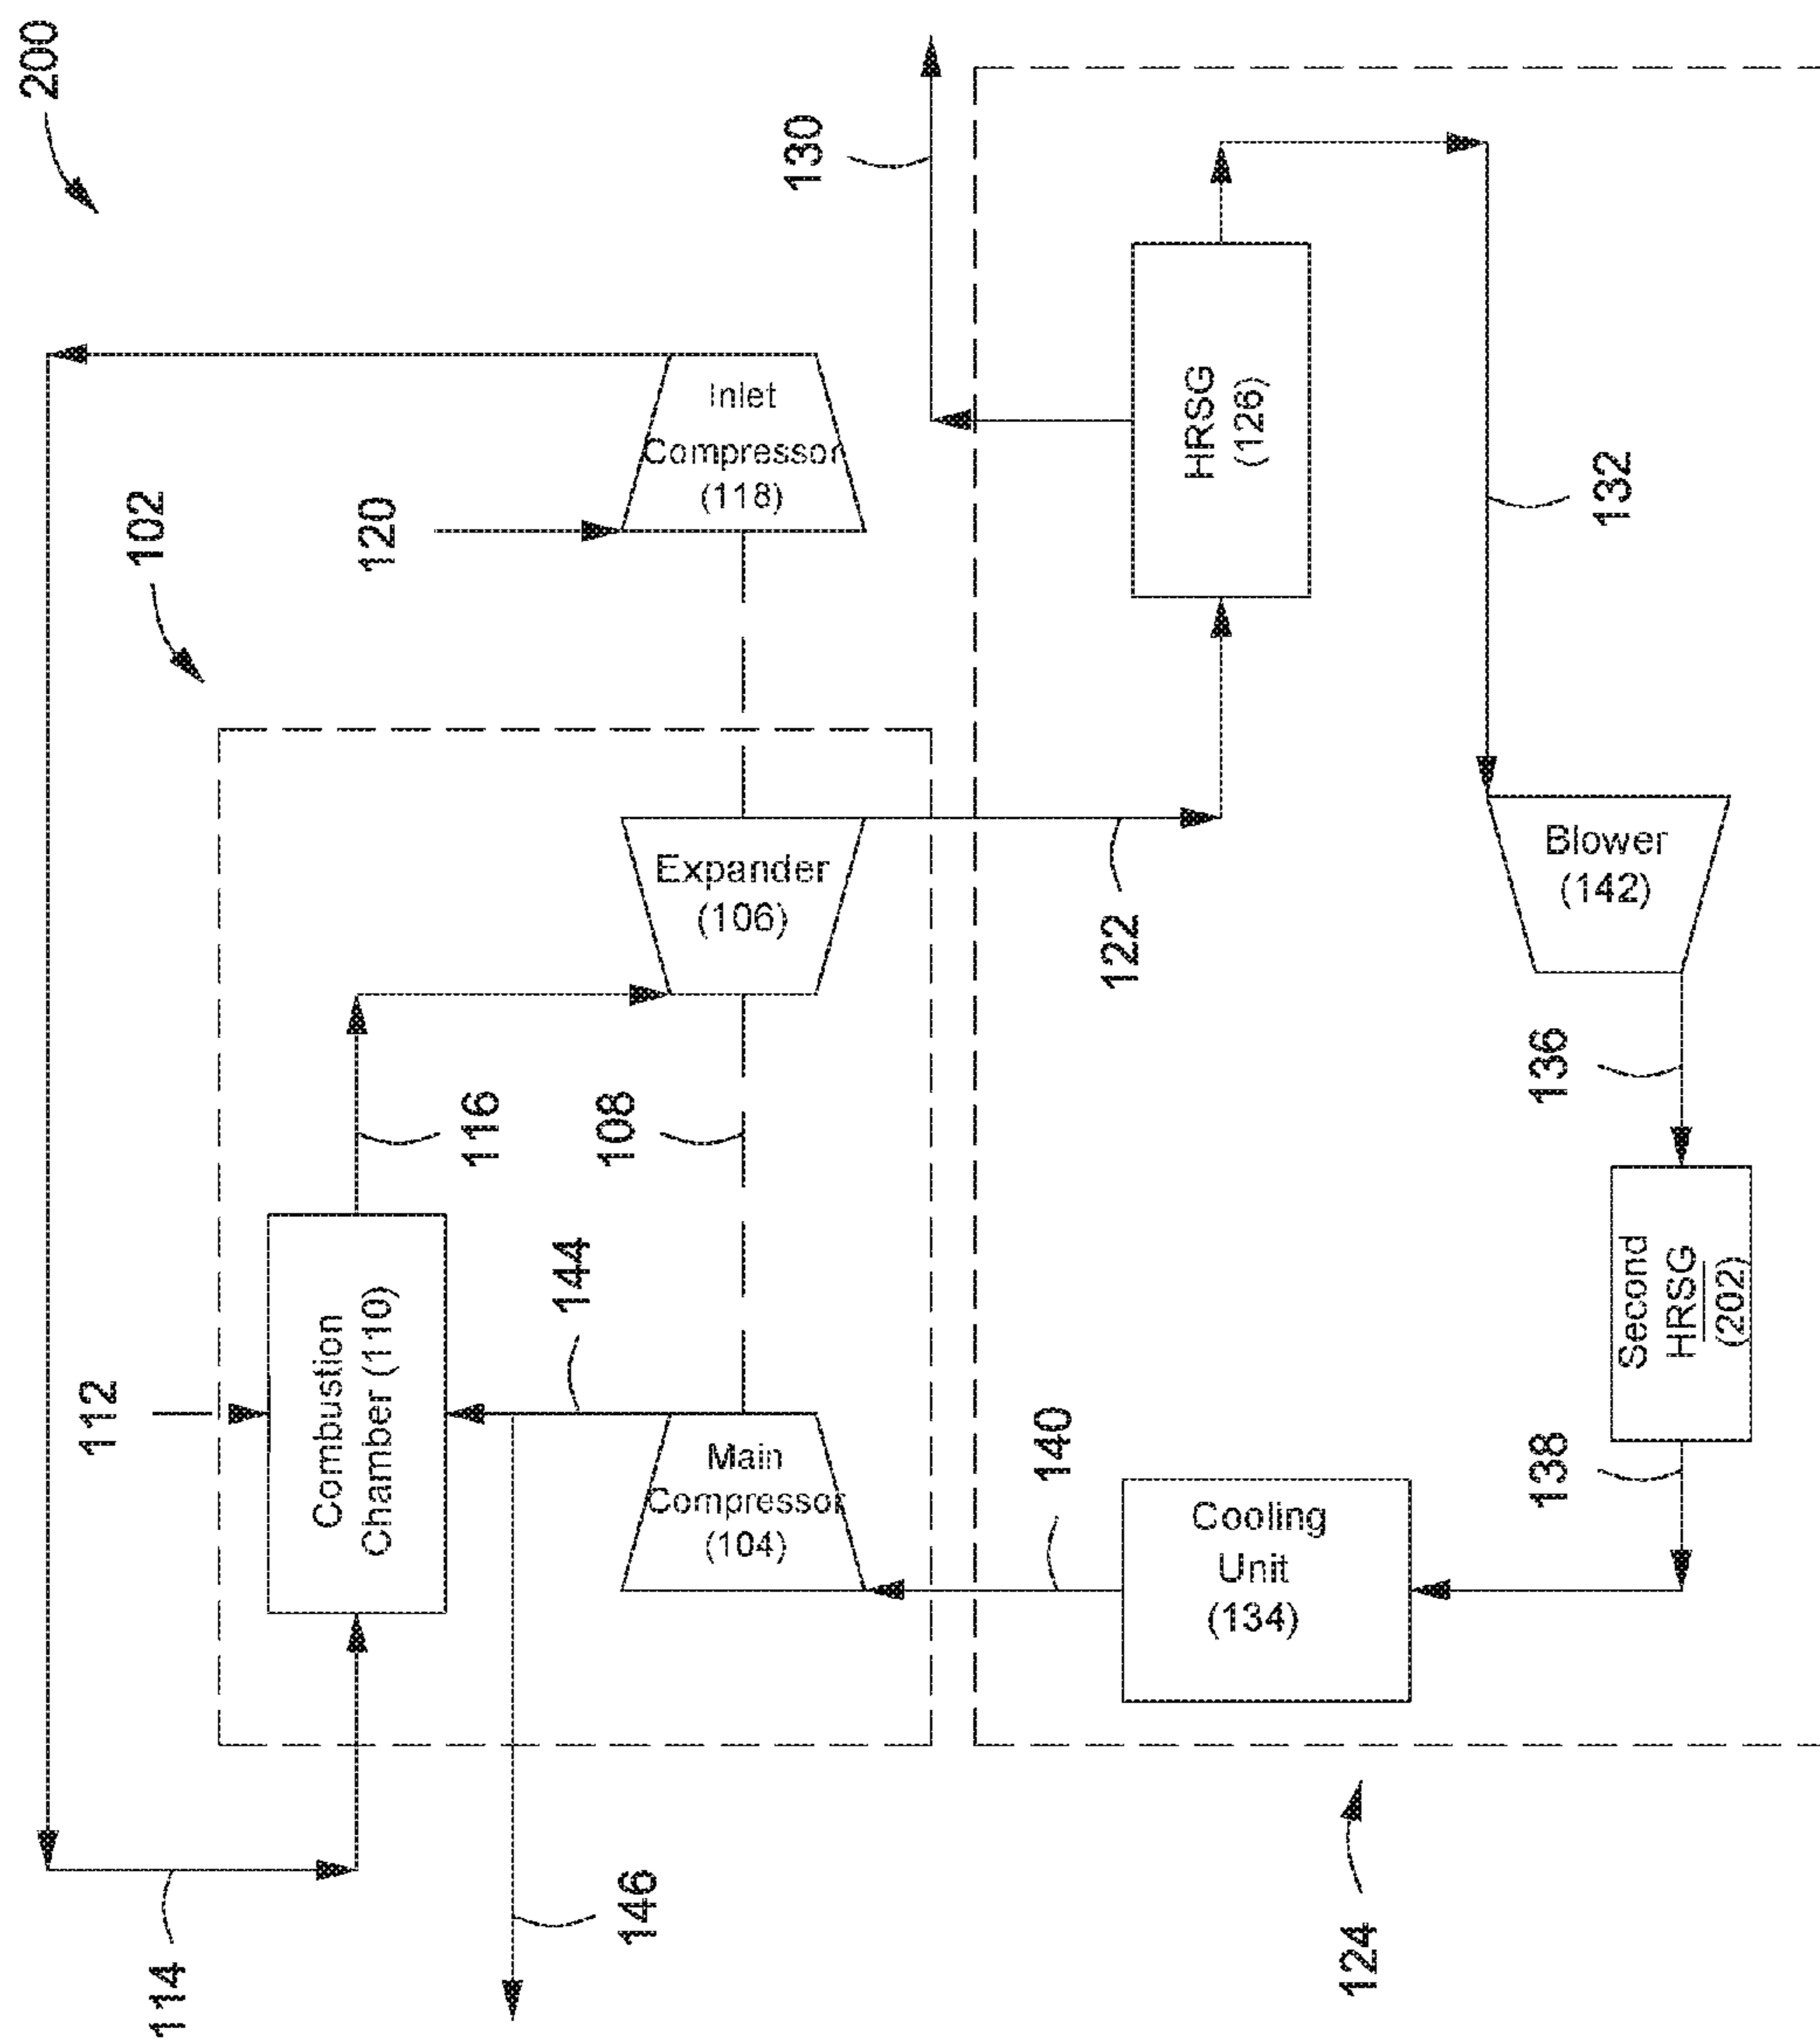 200
102
130
120
Inlet
Compressor
(118)
HRSG
(126)
132
Expander
(106)
122
Blower
(142)
116
108
136
112
Combustion
Chamber (110)
144
Main
Compressor
(104)
140
Second
HRSG
(202)
138
Cooling
Unit
(134)
114
146
124